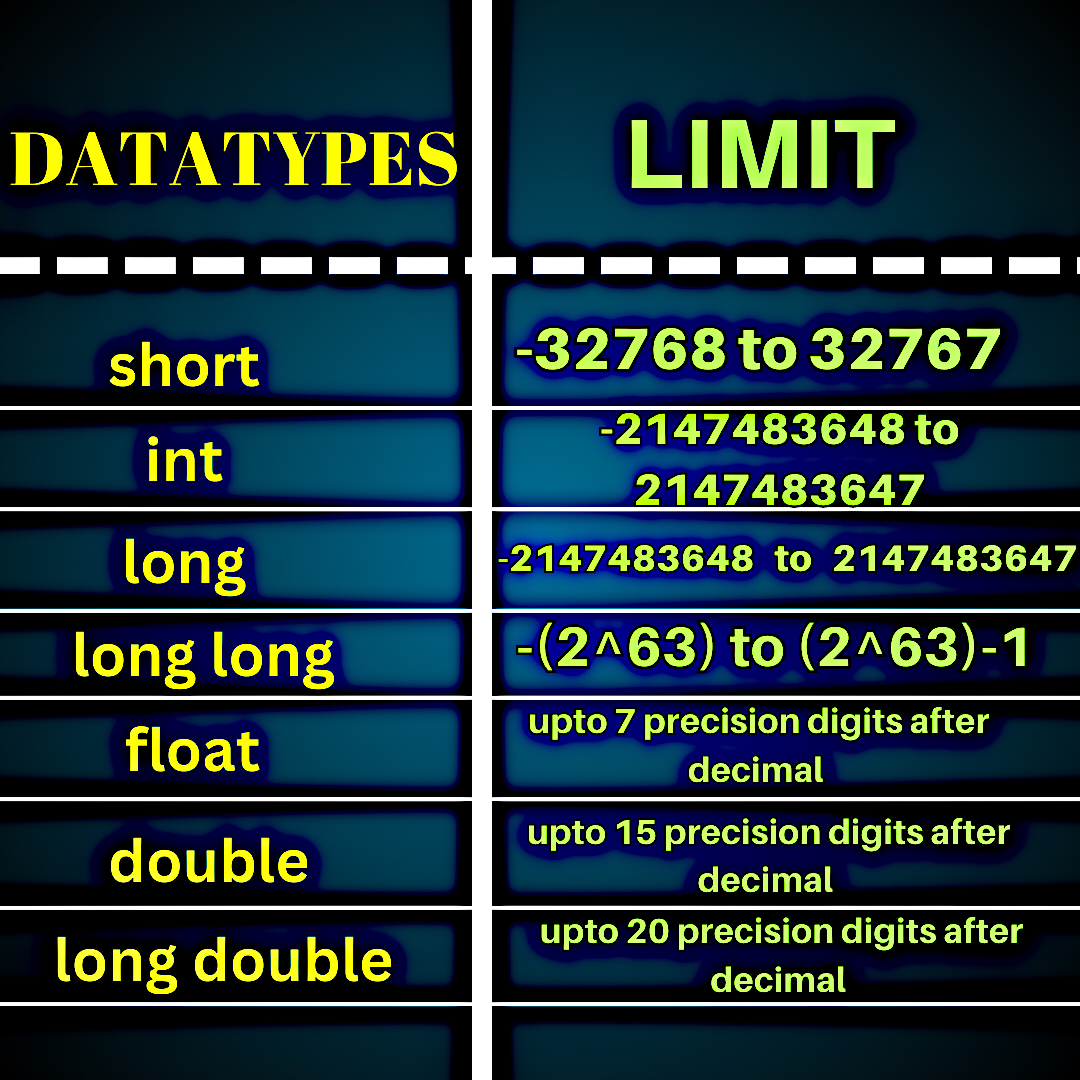 DATATYPES
LIMIT
short
-32768 to 32767
int
-2147483648 to
2147483647
long
-2147483648 to 2147483647
long long
-(2^63) to (2^63)-1
float
upto 7 precision digits after
decimal
double
upto 15 precision digits after
decimal
long double
upto 20 precision digits after
decimal